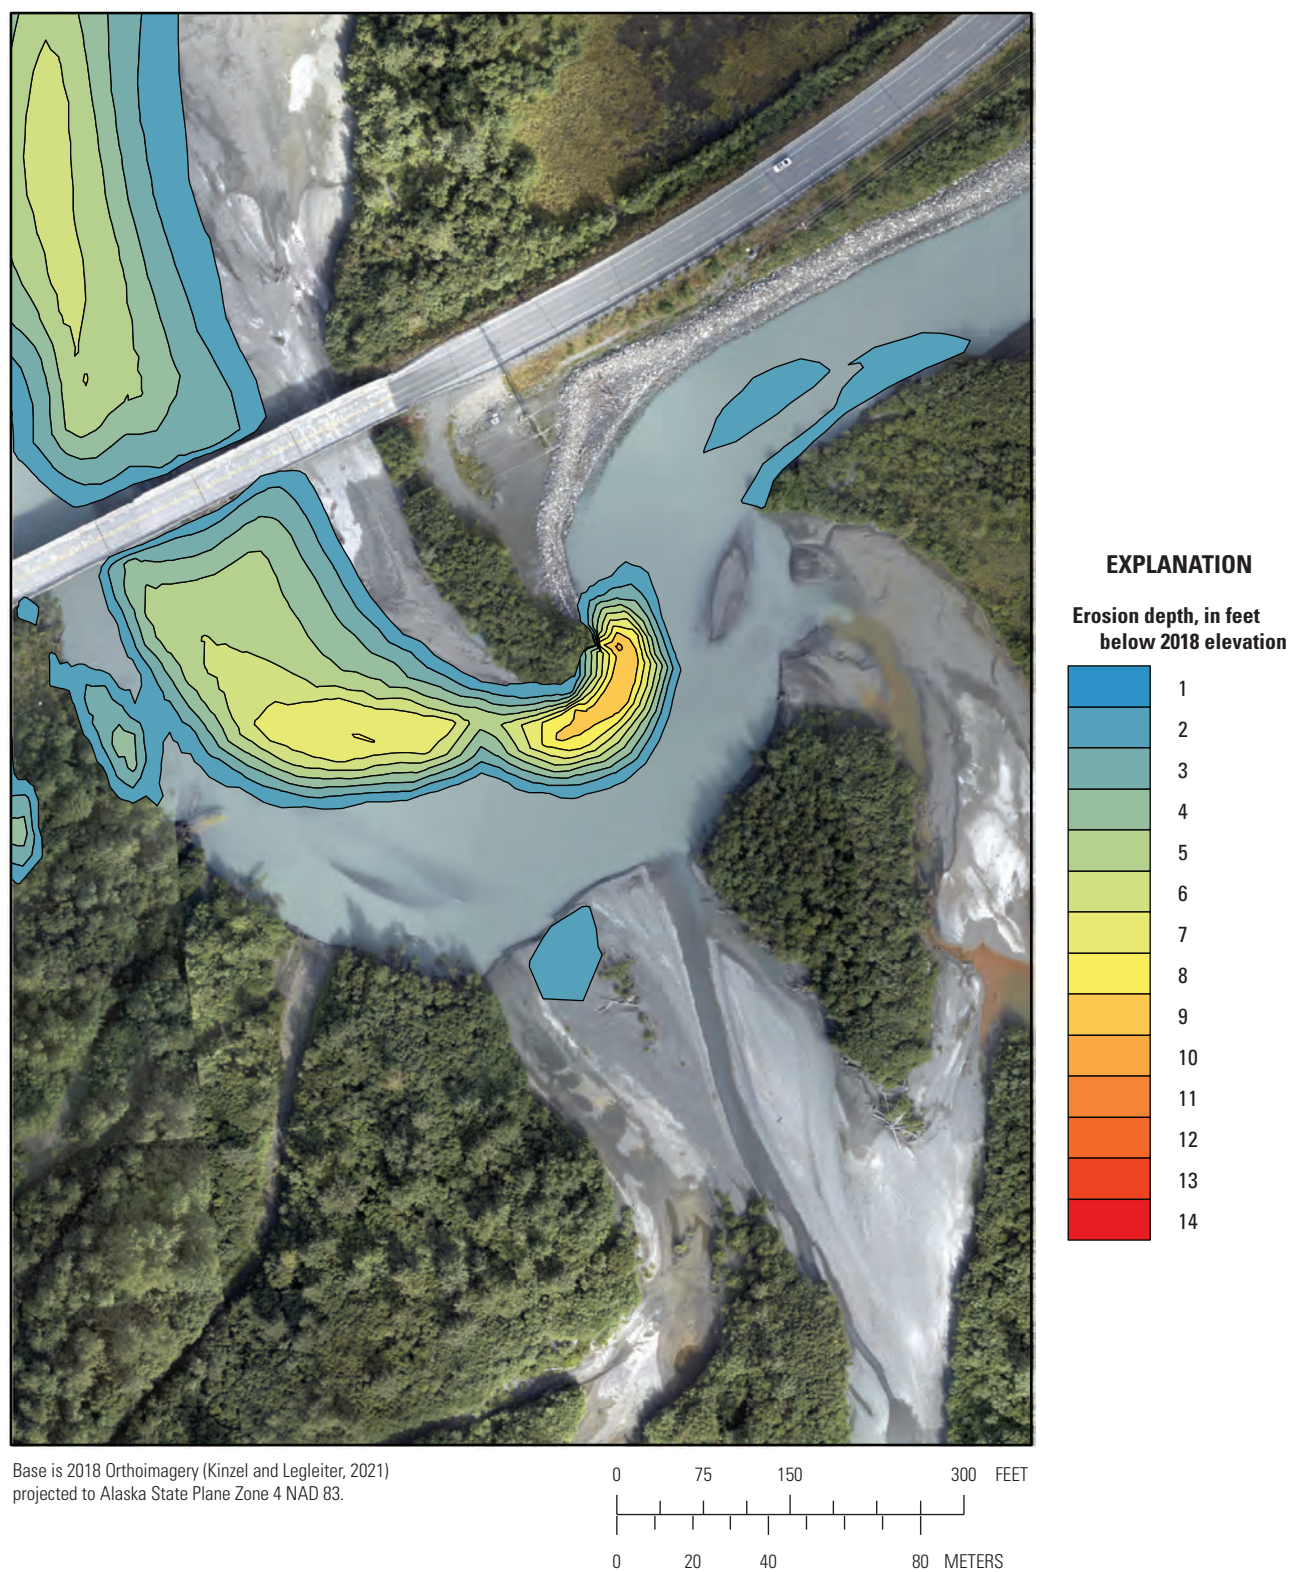 EXPLANATION
Erosion depth, in feet
below 2018 elevation
1
2
3
4
5
6
7
8
9
10
11
12
13
14
Base is 2018 Orthoimagery (Kinzel and Legleiter, 2021)
projected to Alaska State Plane Zone 4 NAD 83.
0 75 150 300 FEET
0 20 40 80 METERS